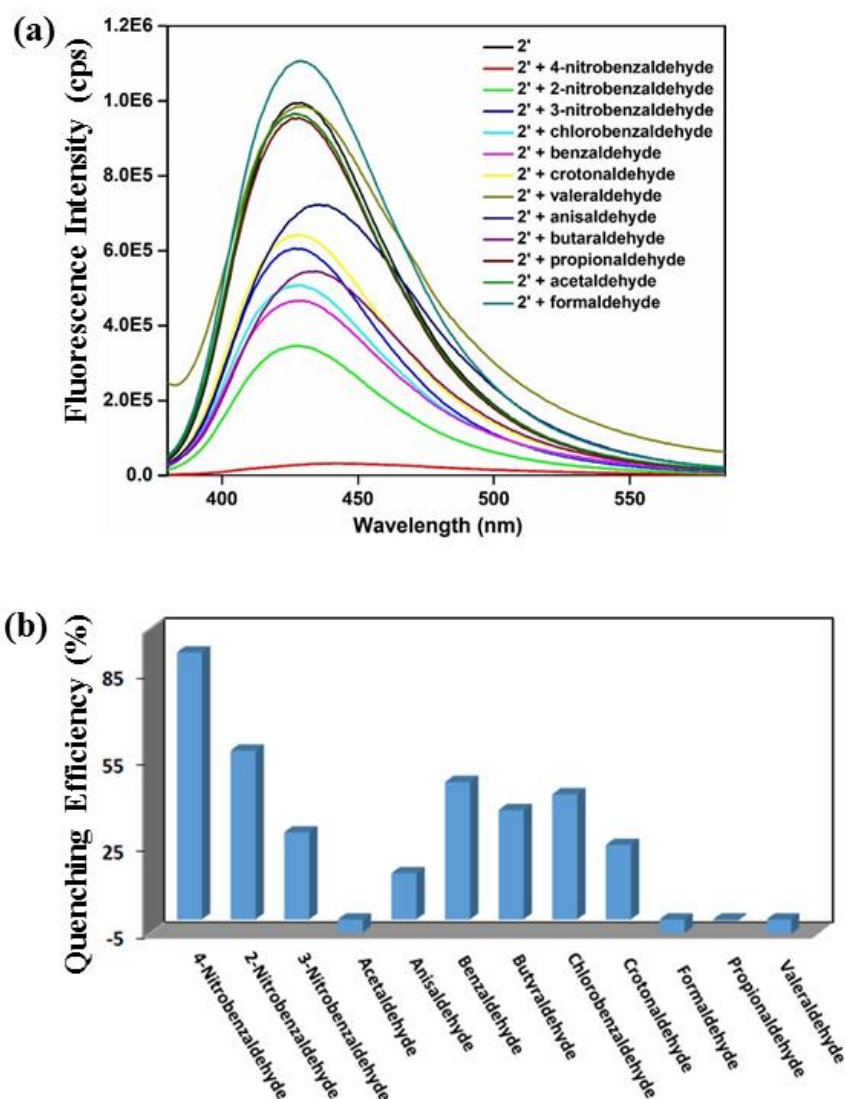 (a)
Fluorescence Intensity (cps)
1.2E6
1.0E6
8.0E5
6.0E5
4.0E5
2.0E5
0.0
400 450 500 550
Wavelength (nm)
2'
2' + 4-nitrobenzaldehyde
2' + 2-nitrobenzaldehyde
2' + 3-nitrobenzaldehyde
2' + chlorobenzaldehyde
2' + benzaldehyde
2' + crotonaldehyde
2' + valeraldehyde
2' + anisaldehyde
2' + butaraldehyde
2' + propionaldehyde
2' + acetaldehyde
2' + formaldehyde
(b)
Quenching Efficiency (%)
85
55
25
-5
4-Nitrobenzaldehyde
2-Nitrobenzaldehyde
3-Nitrobenzaldehyde
Acetaldehyde
Anisaldehyde
Benzaldehyde
Butyraldehyde
Chlorobenzaldehyde
Crotonaldehyde
Formaldehyde
Propionaldehyde
Valeraldehyde